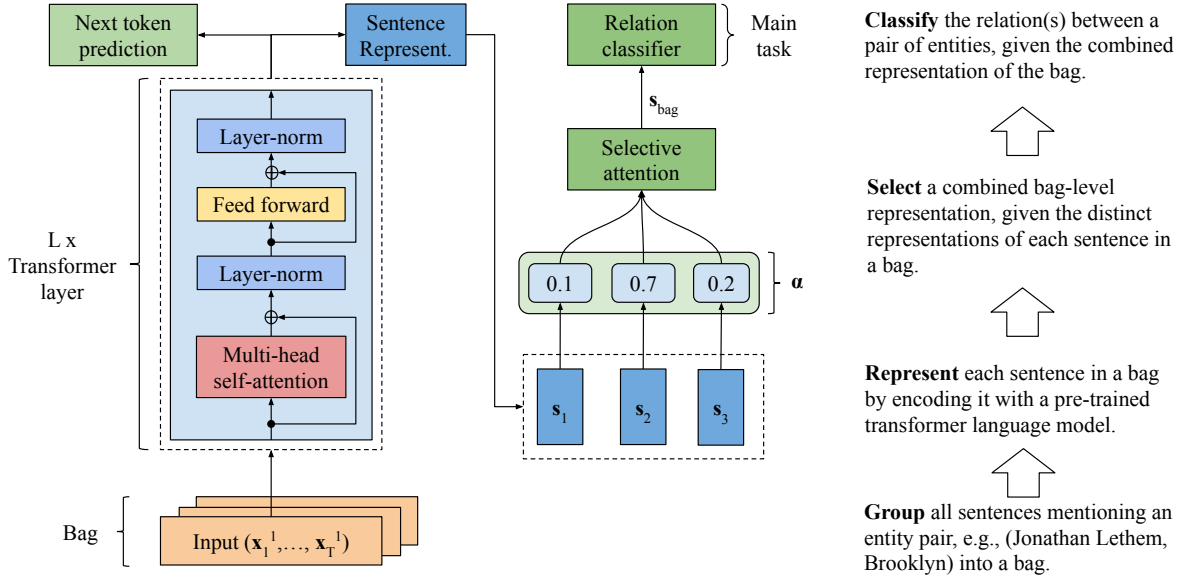 Next token
prediction
Sentence
Represent.
Layer-norm
Feed forward
Layer-norm
Multi-head
self-attention
L x
Transformer
layer
Bag
Input (x₁¹,…, x_T¹)
Relation
classifier
Main
task
s_bag
Selective
attention
0.1
0.7
0.2
α
s₁
s₂
s₃
Classify the relation(s) between a
pair of entities, given the combined
representation of the bag.
Select a combined bag-level
representation, given the distinct
representations of each sentence in
a bag.
Represent each sentence in a bag
by encoding it with a pre-trained
transformer language model.
Group all sentences mentioning an
entity pair, e.g., (Jonathan Lethem,
Brooklyn) into a bag.